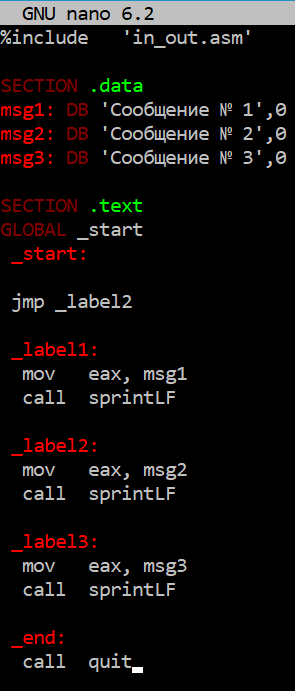 GNU nano 6.2
%include   'in_out.asm'
SECTION .data
msg1: DB 'Сообщение № 1',0
msg2: DB 'Сообщение № 2',0
msg3: DB 'Сообщение № 3',0
SECTION .text
GLOBAL _start
_start:
jmp _label2
_label1:
mov   eax, msg1
call  sprintLF
_label2:
mov   eax, msg2
call  sprintLF
_label3:
mov   eax, msg3
call  sprintLF
_end:
call  quit